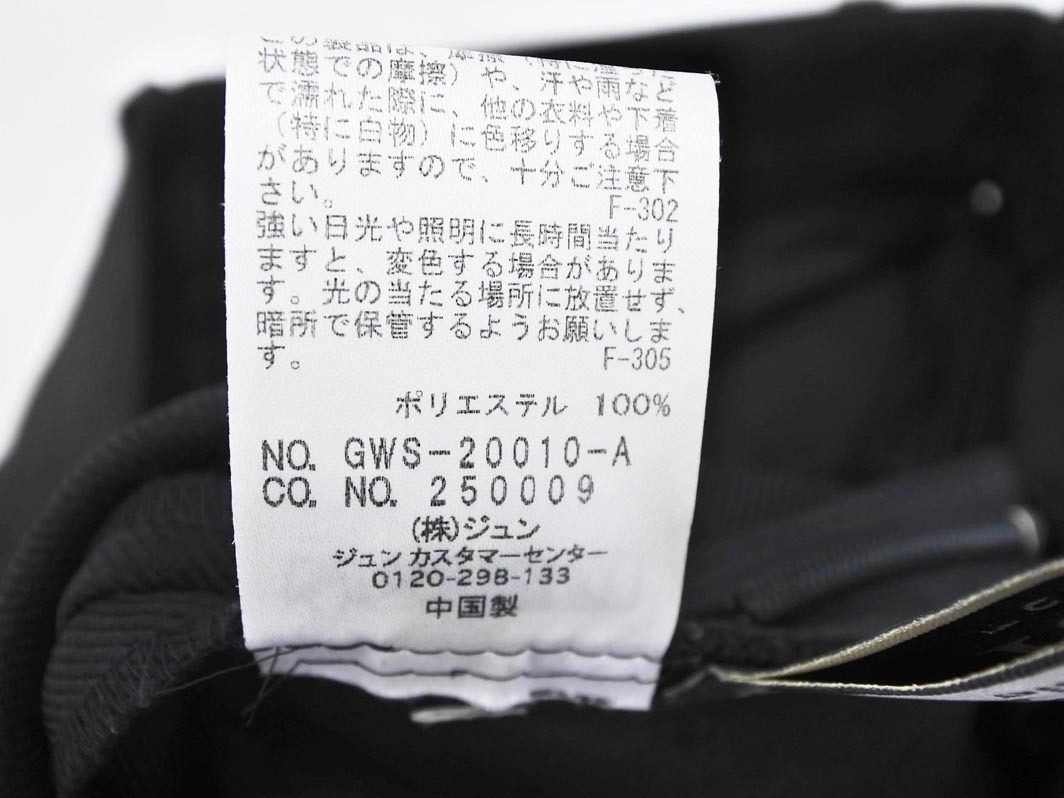 状態での摩擦)や、汗や雨など
で濡れた際に、他の衣料や下着
(特に白物)に色移りする場合
がありますので、十分ご注意下
さい。
F-302
強い日光や照明に長時間当たり
ますと、変色する場合がありま
す。光の当たる場所に放置せず、
暗所で保管するようお願いしま
す。 F-305
ポリエステル 100%
NO. GWS-20010-A
CO. NO. 250009
(株)ジュン
ジュン カスタマーセンター
0120-298-133
中国製